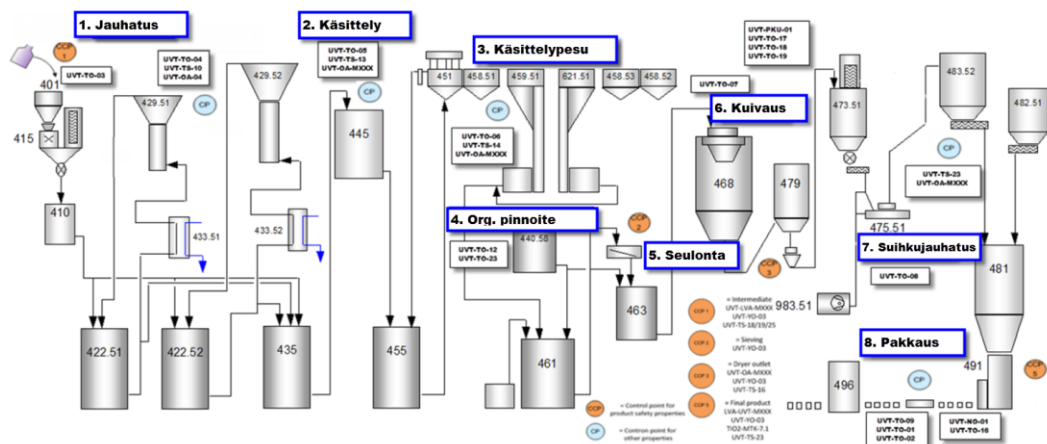 1. Jauhatus
CCP
1
UVT-TO-03
401
415
410
UVT-TO-04
UVT-TS-10
UVT-OA-04
CP
429.51
433.51
422.51
422.52
2. Käsittely
UVT-TO-05
UVT-TS-13
UVT-OA-MXXX
CP
429.52
433.52
435
445
455
3. Käsittelypesu
451
458.51
459.51
621.51
458.53
458.52
CP
UVT-TO-06
UVT-TS-14
UVT-OA-MXXX
4. Org. pinnoite
UVT-TO-12
UVT-TO-23
440.58
461
CCP
2
5. Seulonta
463
UVT-TO-07
6. Kuivaus
468
479
CCP
3
UVT-PKU-01
UVT-TO-17
UVT-TO-18
UVT-TO-19
473.51
483.52
482.51
CP
UVT-TS-23
UVT-OA-MXXX
475.51
7. Suihkujauhatus
UVT-TO-08
983.51
481
8. Pakkaus
491
CCP 5
496
CP
UVT-TO-09
UVT-TO-01
UVT-TO-02
UVT-NO-01
UVT-TO-16
CCP 1
= Intermediate
UVT-LVA-MXXX
UVT-YO-03
UVT-TS-18/19/25
CCP 2
= Sieving
UVT-YO-03
CCP 3
= Dryer outlet
UVT-OA-MXXX
UVT-YO-03
UVT-TS-16
CCP 5
= Final product
LVA-UVT-MXXX
UVT-YO-03
TiO2-MTK-7.1
UVT-TS-23
CCP
= Control point for
product safety properties
CP
= Contron point for
other properties